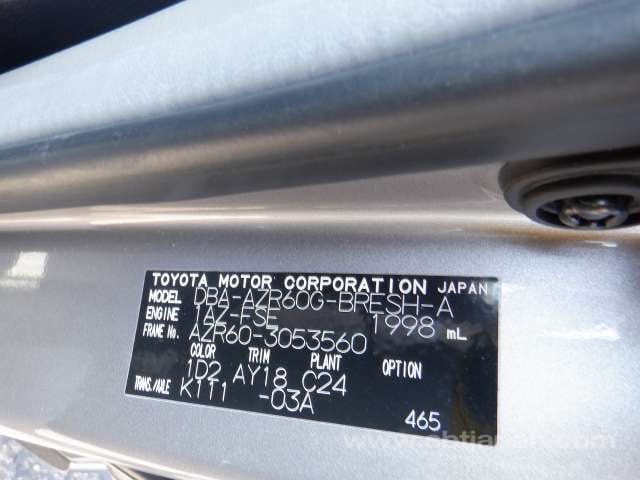 TOYOTA MOTOR CORPORATION JAPAN
MODEL DBA-AZR60G-BRESH-A
ENGINE 1AZ-FSE 1998 mL
FRAME No. AZR60-3053560
COLOR TRIM PLANT OPTION
1D2 AY18 C24
TRANS./AXLE K111 -03A
465